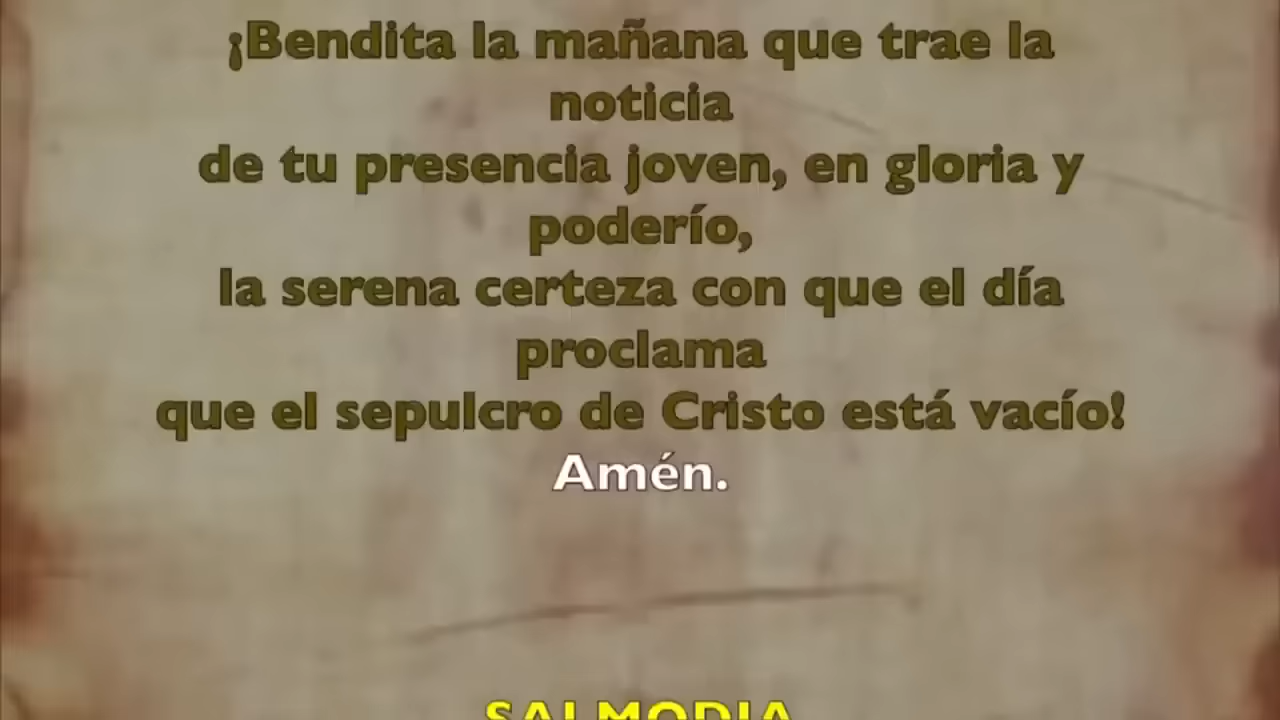 ¡Bendita la mañana que trae la
noticia
de tu presencia joven, en gloria y
poderío,
la serena certeza con que el día
proclama
que el sepulcro de Cristo está vacío!
Amén.
SALMODIA